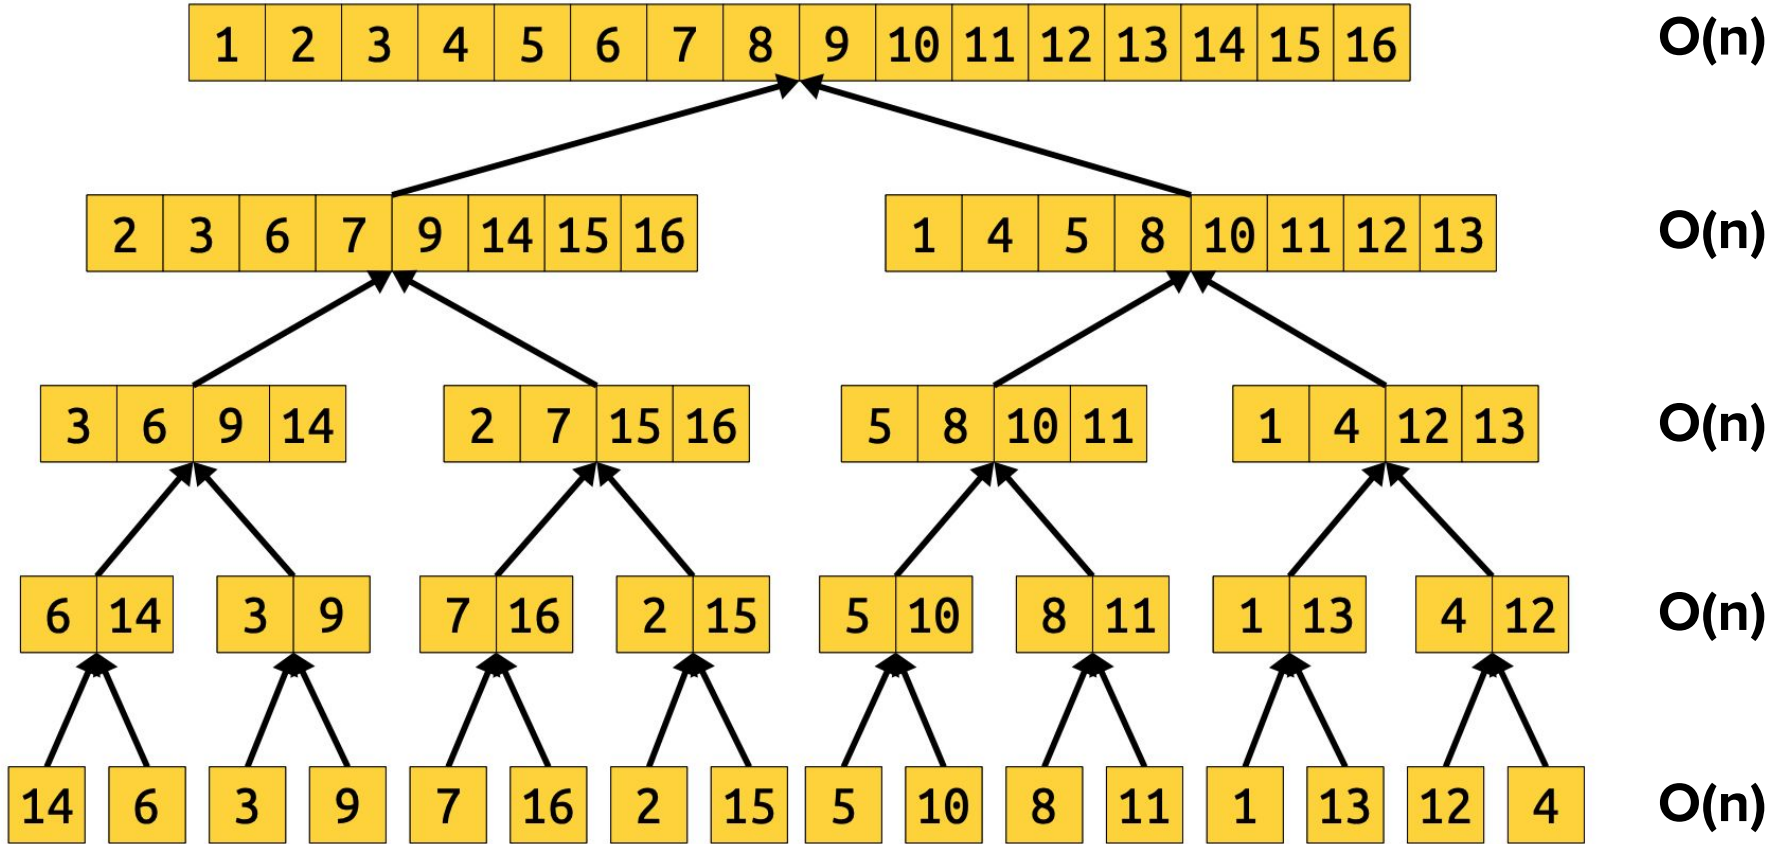 1 2 3 4 5 6 7 8 9 10 11 12 13 14 15 16 O(n)
2 3 6 7 9 14 15 16 1 4 5 8 10 11 12 13 O(n)
3 6 9 14 2 7 15 16 5 8 10 11 1 4 12 13 O(n)
6 14 3 9 7 16 2 15 5 10 8 11 1 13 4 12 O(n)
14 6 3 9 7 16 2 15 5 10 8 11 1 13 12 4 O(n)